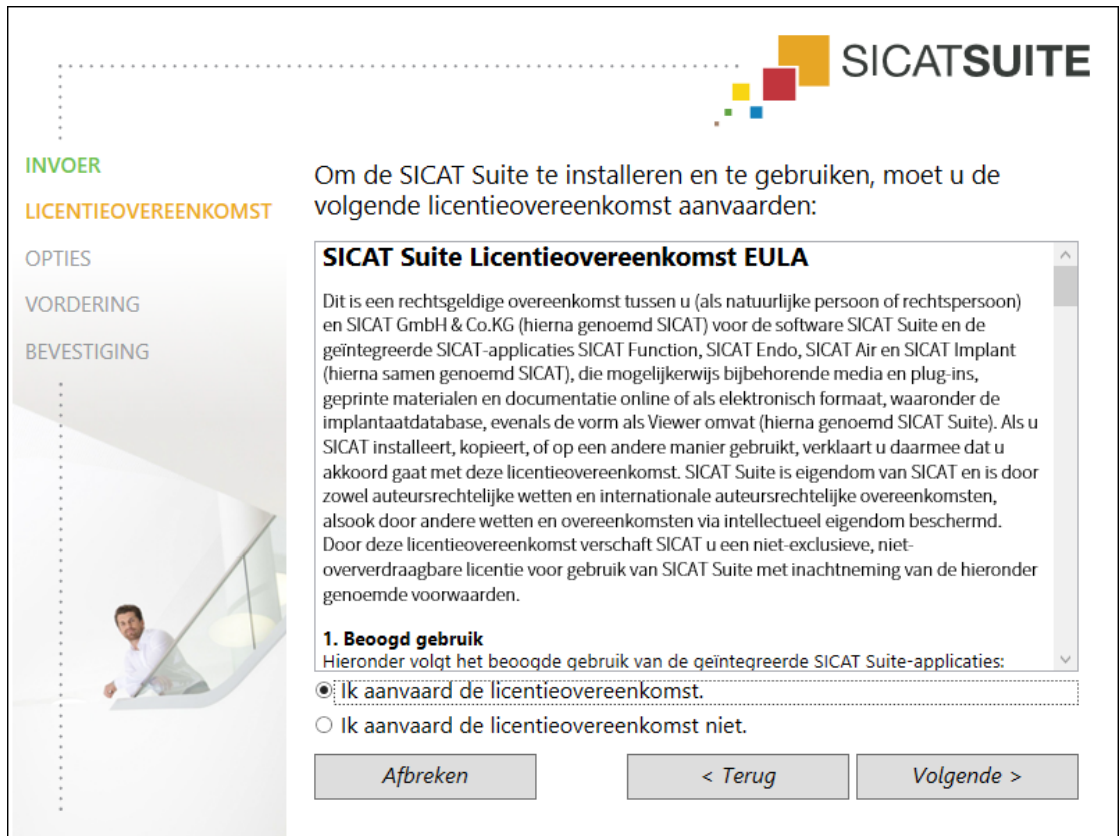 SICATSUITE
INVOER
LICENTIEOVEREENKOMST
OPTIES
VORDERING
BEVESTIGING
Om de SICAT Suite te installeren en te gebruiken, moet u de
volgende licentieovereenkomst aanvaarden:
SICAT Suite Licentieovereenkomst EULA
Dit is een rechtsgeldige overeenkomst tussen u (als natuurlijke persoon of rechtspersoon)
en SICAT GmbH & Co.KG (hierna genoemd SICAT) voor de software SICAT Suite en de
geïntegreerde SICAT-applicaties SICAT Function, SICAT Endo, SICAT Air en SICAT Implant
(hierna samen genoemd SICAT), die mogelijkerwijs bijbehorende media en plug-ins,
geprinte materialen en documentatie online of als elektronisch formaat, waaronder de
implantaatdatabase, evenals de vorm als Viewer omvat (hierna genoemd SICAT Suite). Als u
SICAT installeert, kopieert, of op een andere manier gebruikt, verklaart u daarmee dat u
akkoord gaat met deze licentieovereenkomst. SICAT Suite is eigendom van SICAT en is door
zowel auteursrechtelijke wetten en internationale auteursrechtelijke overeenkomsten,
alsook door andere wetten en overeenkomsten via intellectueel eigendom beschermd.
Door deze licentieovereenkomst verschaft SICAT u een niet-exclusieve, niet-
oververdraagbare licentie voor gebruik van SICAT Suite met inachtneming van de hieronder
genoemde voorwaarden.
1. Beoogd gebruik
Hieronder volgt het beoogde gebruik van de geïntegreerde SICAT Suite-applicaties:
Ik aanvaard de licentieovereenkomst.
Ik aanvaard de licentieovereenkomst niet.
Afbreken
< Terug
Volgende >